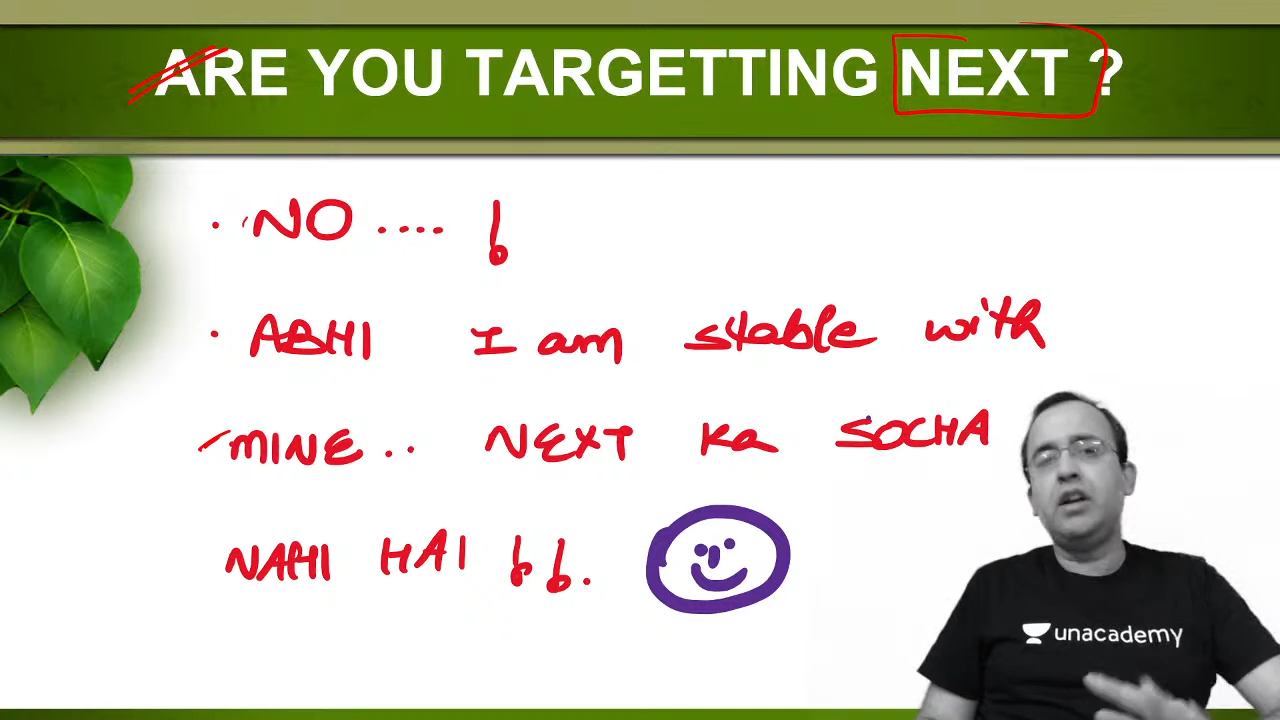 ARE YOU TARGETTING NEXT ?
. NO .... !
. ABHI I am stable with
MINE .. NEXT Ka SOCHA
NAHI HAI !!.
unacademy